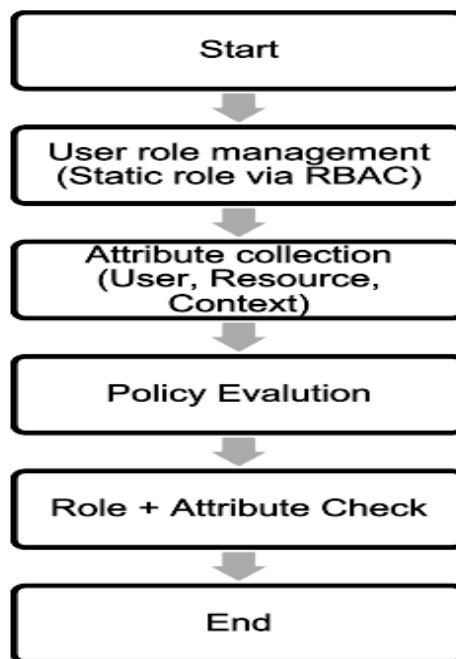 Start
User role management
(Static role via RBAC)
Attribute collection
(User, Resource,
Context)
Policy Evalution
Role + Attribute Check
End